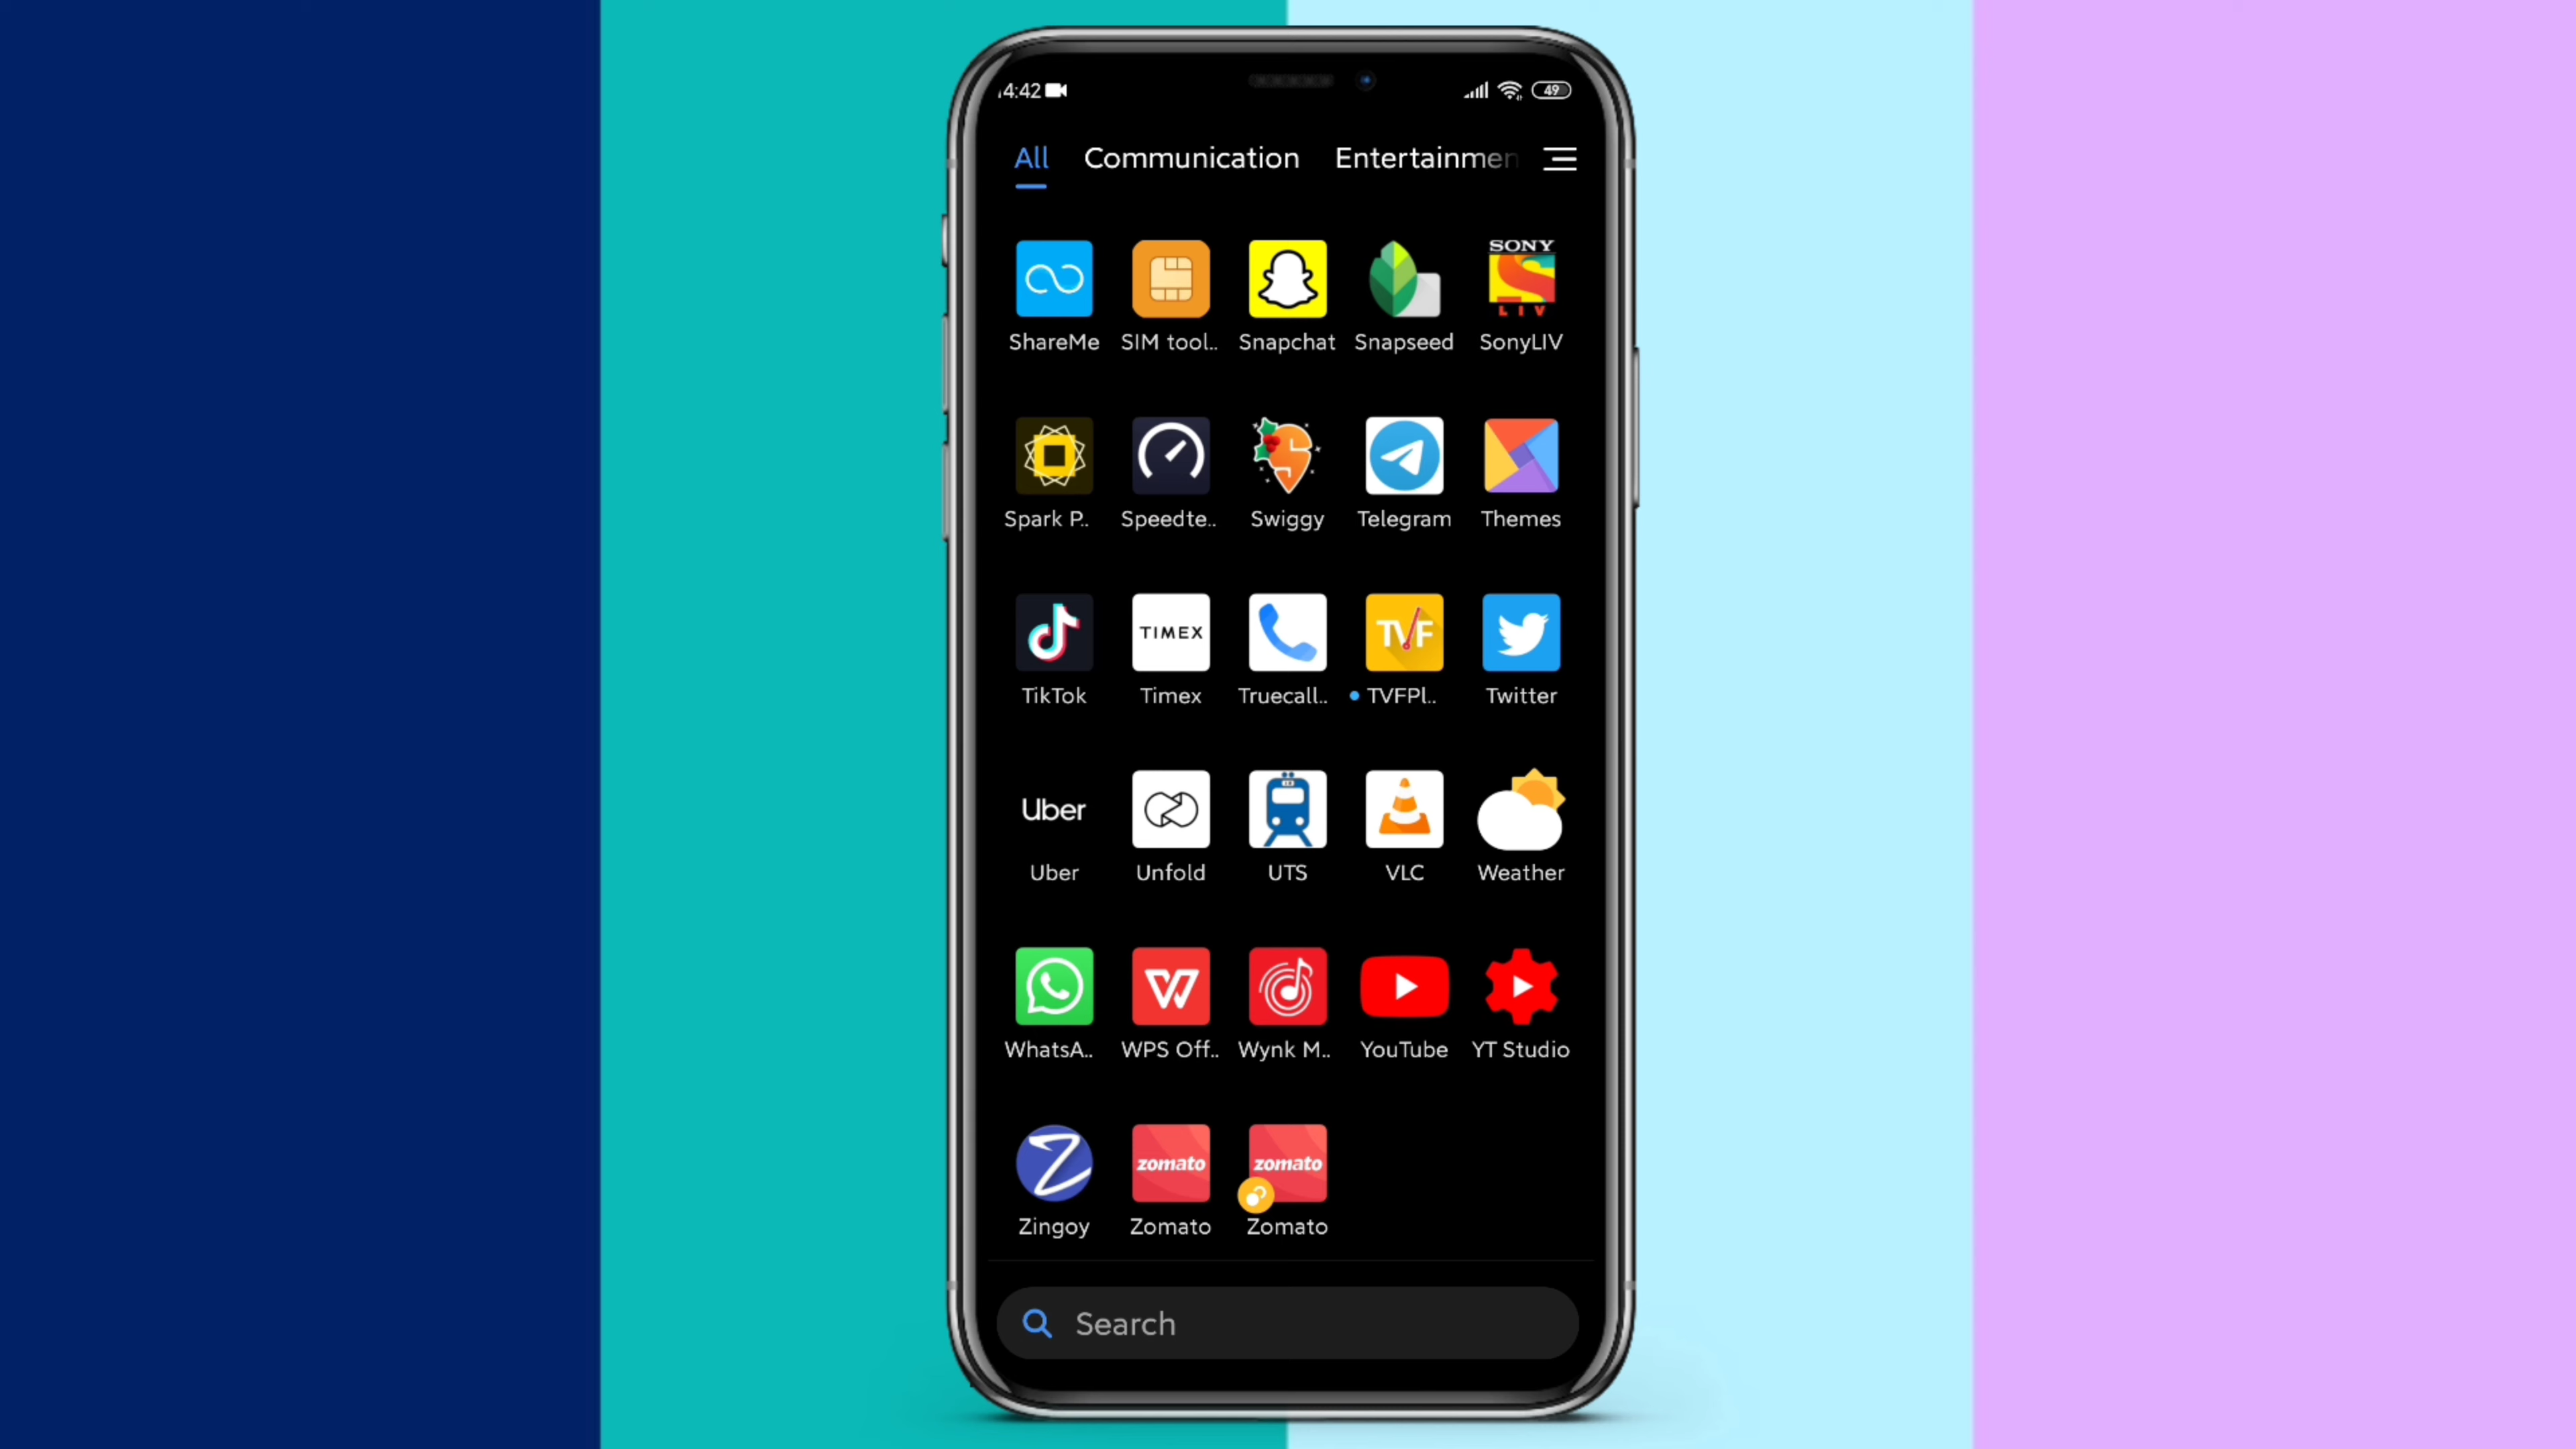 4:42
49
All Communication Entertainmen
SONY
LIV
ShareMe SIM tool.. Snapchat Snapseed SonyLIV
Spark P.. Speedte.. Swiggy Telegram Themes
TIMEX TVF
TikTok Timex Truecall.. TVFPl.. Twitter
Uber
Uber Unfold UTS VLC Weather
WhatsA.. WPS Off.. Wynk M.. YouTube YT Studio
zomato zomato
Zingoy Zomato Zomato
Search